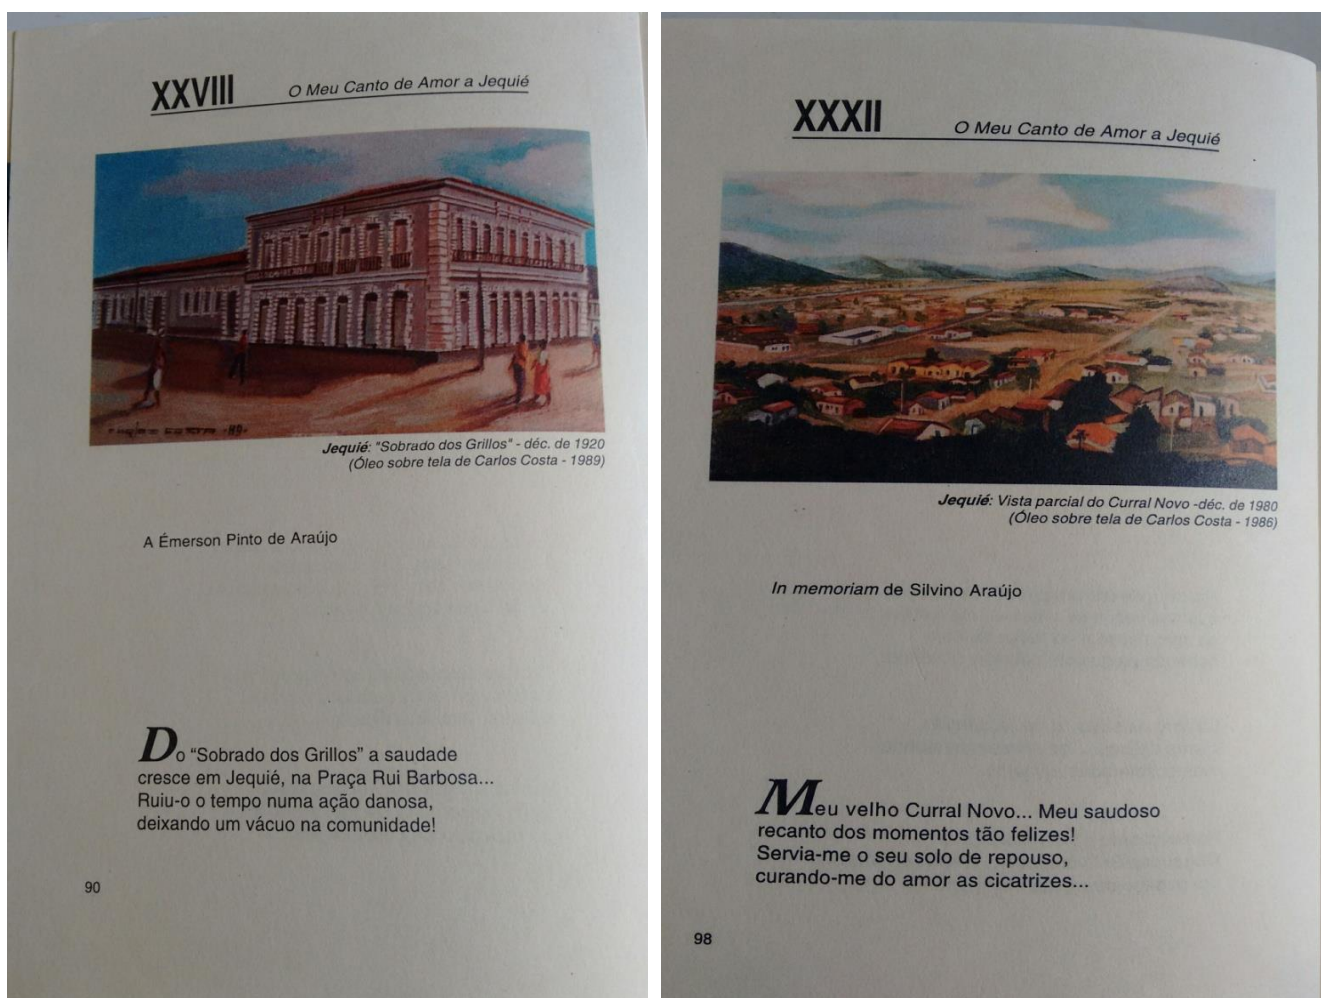 XXVIII
O Meu Canto de Amor a Jequié
Jequié: "Sobrado dos Grillos" - déc. de 1920
(Óleo sobre tela de Carlos Costa - 1989)
A Émerson Pinto de Araújo
Do “Sobrado dos Grillos” a saudade
cresce em Jequié, na Praça Rui Barbosa...
Ruiu-o o tempo numa ação danosa,
deixando um vácuo na comunidade!
90
XXXII
O Meu Canto de Amor a Jequié
Jequié: Vista parcial do Curral Novo -déc. de 1980
(Óleo sobre tela de Carlos Costa - 1986)
In memoriam de Silvino Araújo
Meu velho Curral Novo... Meu saudoso
recanto dos momentos tão felizes!
Servia-me o seu solo de repouso,
curando-me do amor as cicatrizes...
98